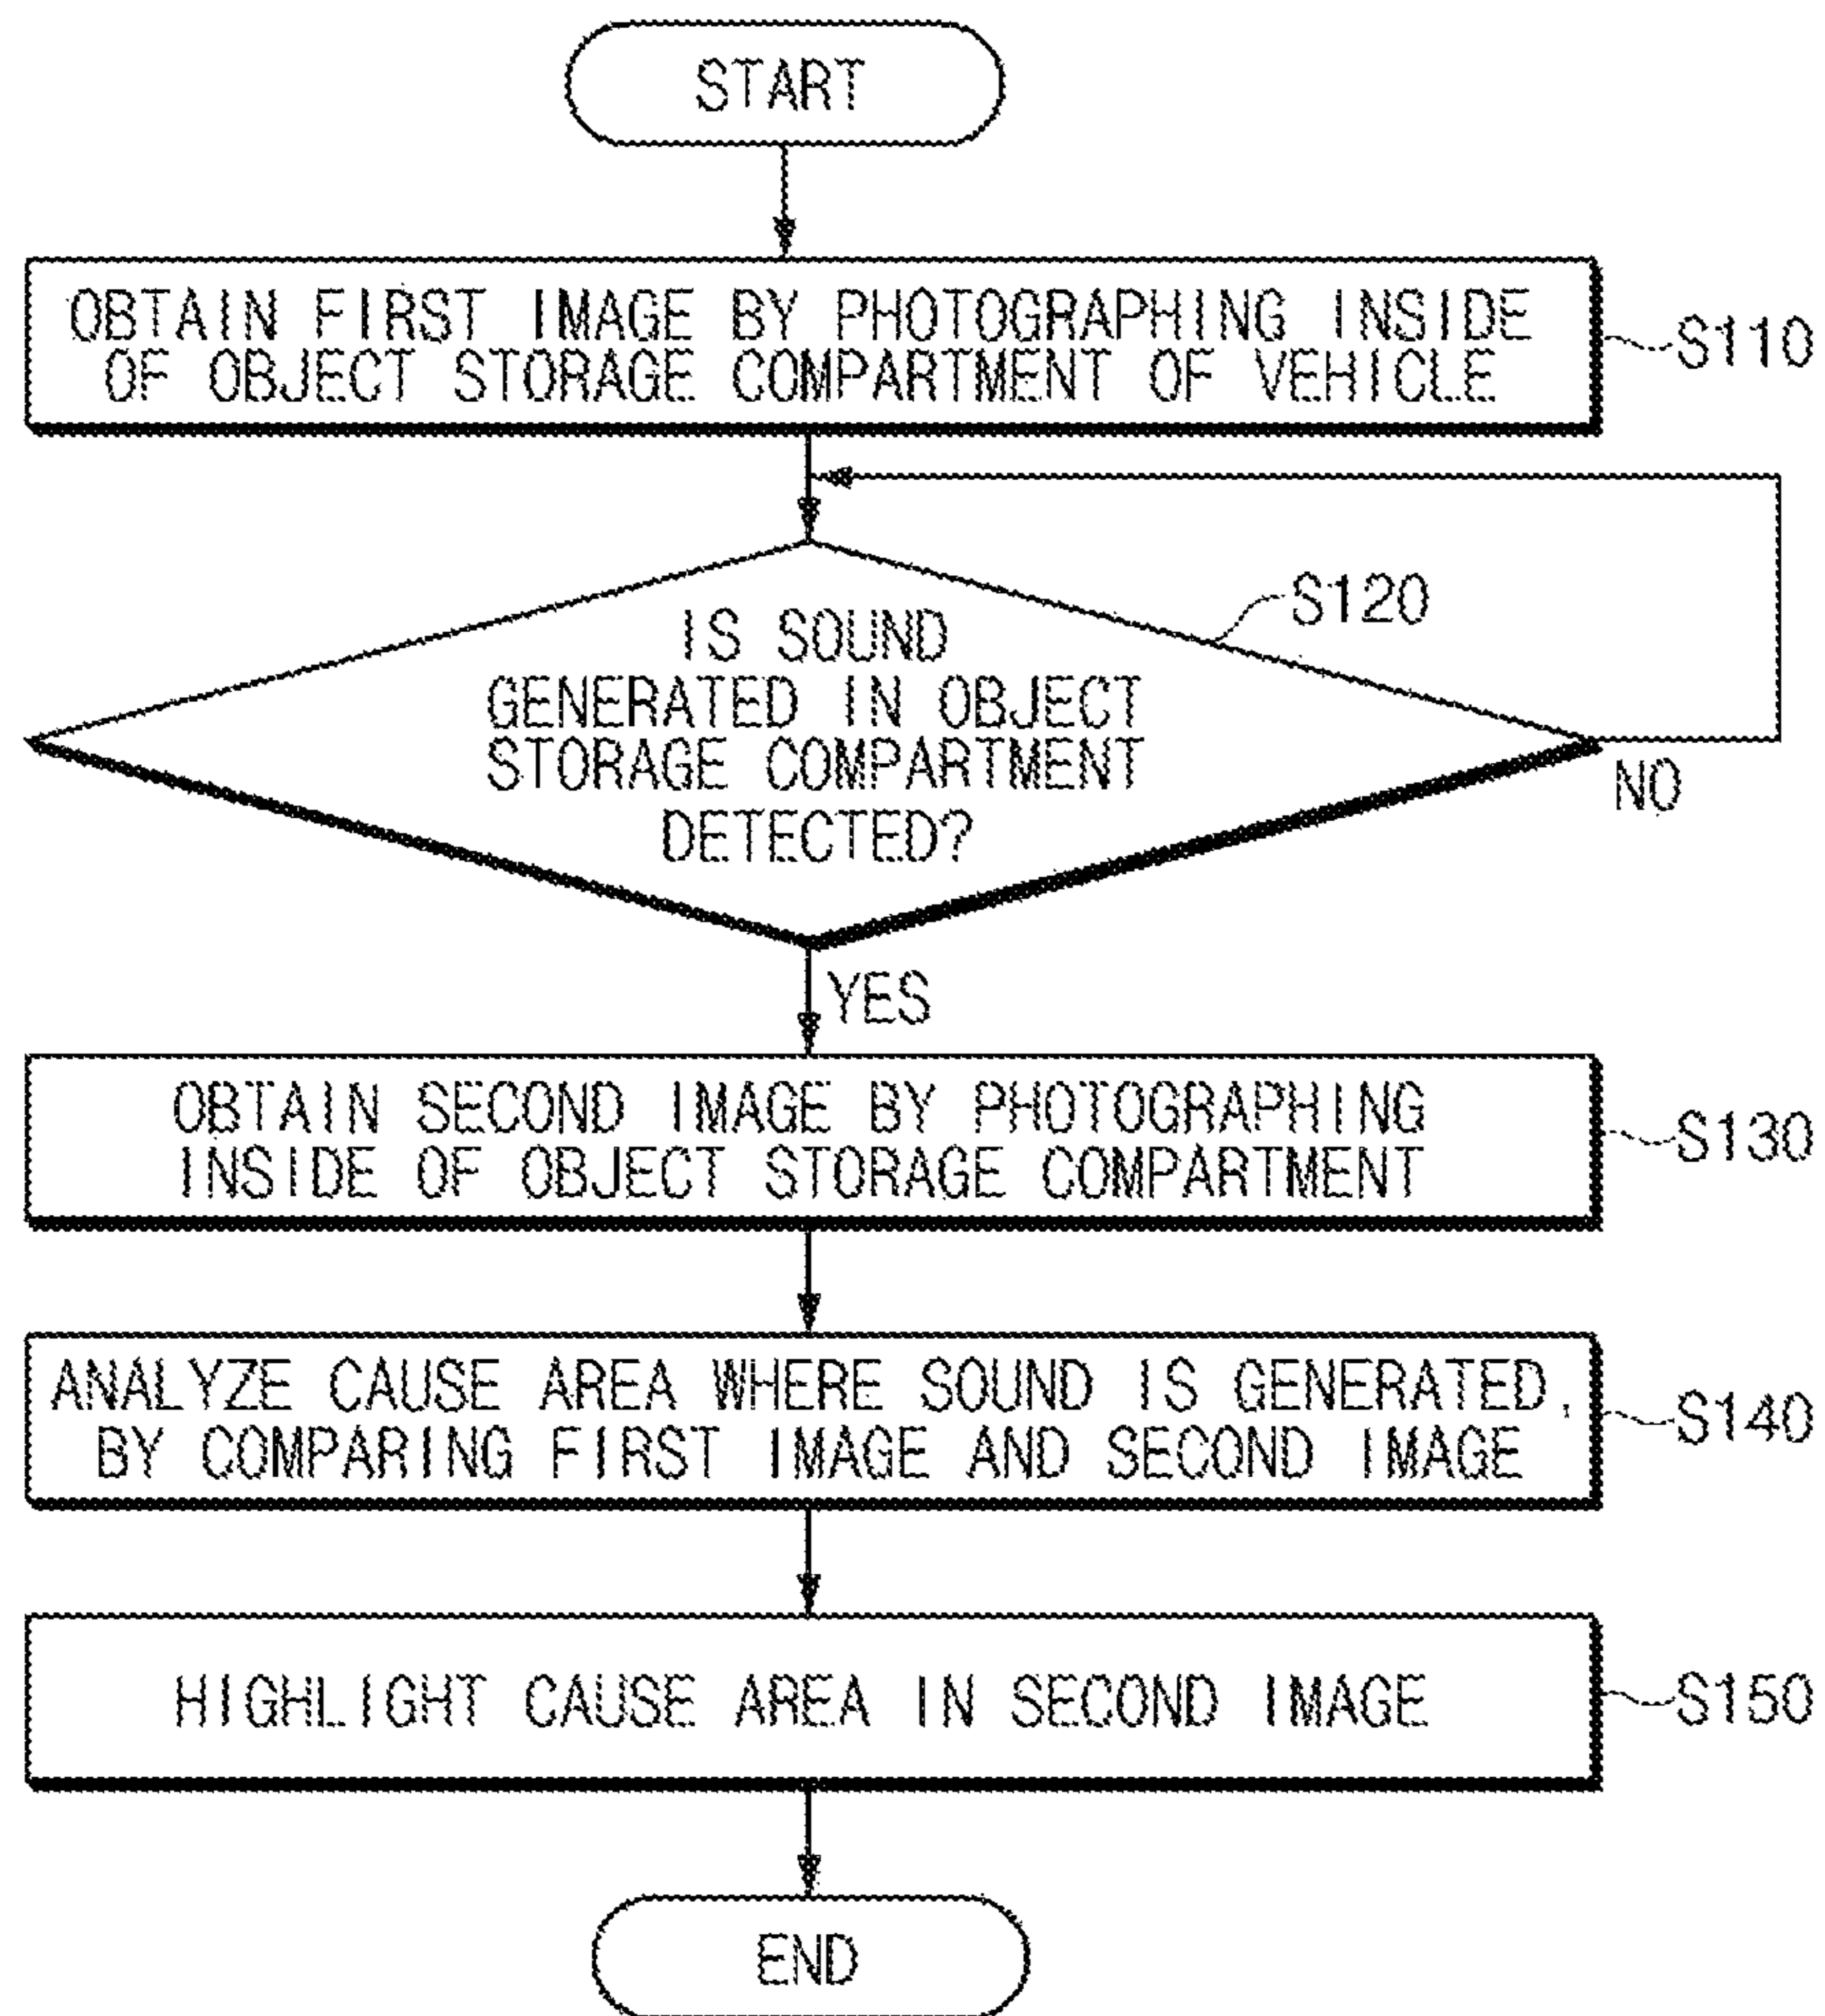 START
OBTAIN FIRST IMAGE BY PHOTOGRAPHING INSIDE
OF OBJECT STORAGE COMPARTMENT OF VEHICLE
S110
S120
IS SOUND
GENERATED IN OBJECT
STORAGE COMPARTMENT
DETECTED?
NO
YES
OBTAIN SECOND IMAGE BY PHOTOGRAPHING
INSIDE OF OBJECT STORAGE COMPARTMENT
S130
ANALYZE CAUSE AREA WHERE SOUND IS GENERATED,
BY COMPARING FIRST IMAGE AND SECOND IMAGE
S140
HIGHLIGHT CAUSE AREA IN SECOND IMAGE
S150
END